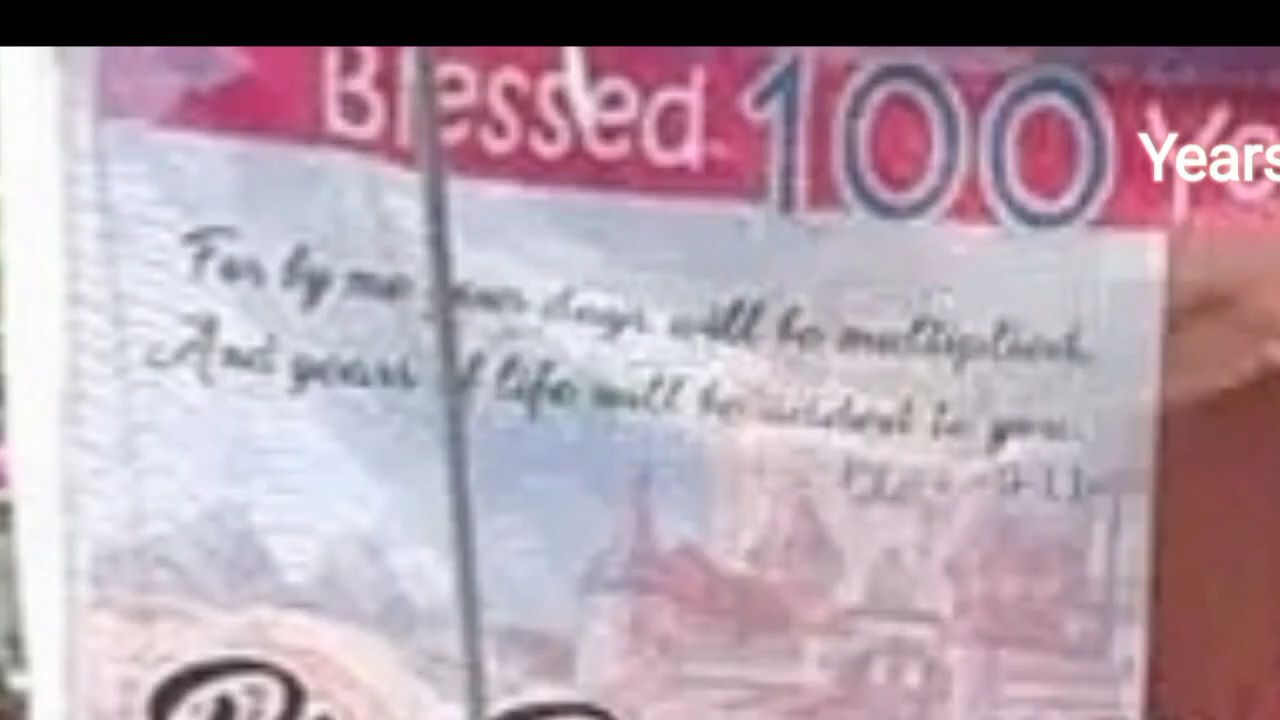 Blessed 100 Years
For by me your days will be multiplied,
And years of life will be added to you.